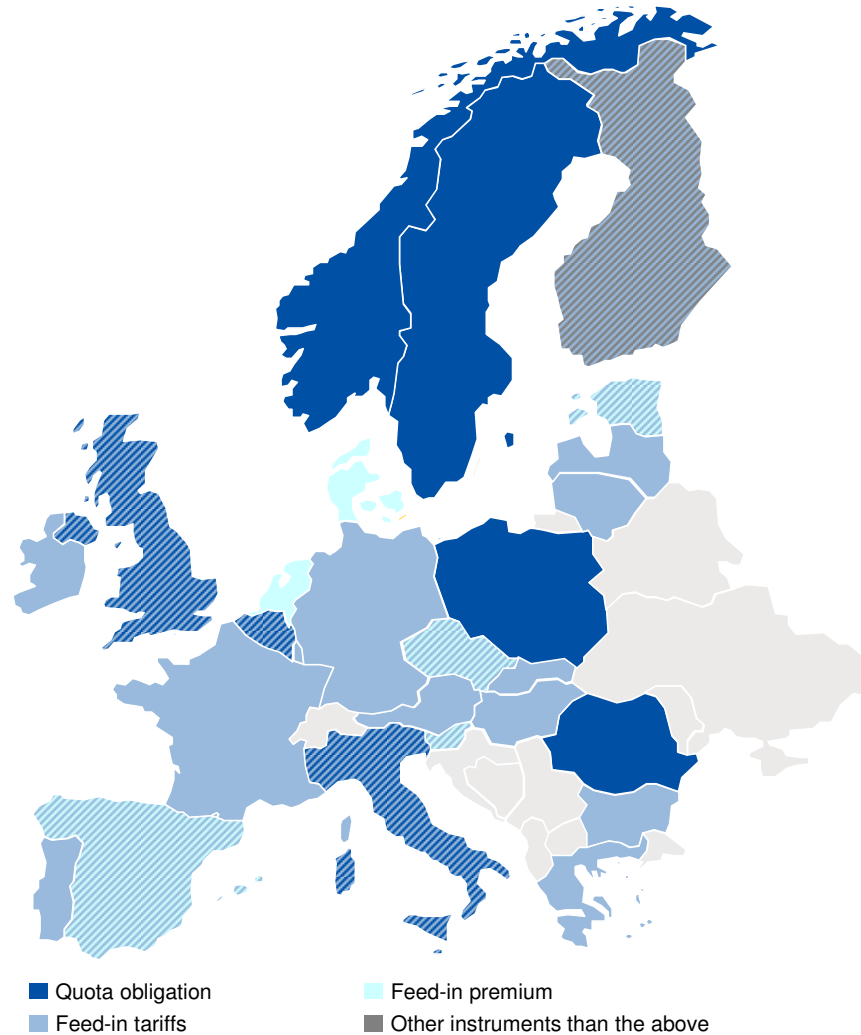 Quota obligation
Feed-in premium
Feed-in tariffs
Other instruments than the above